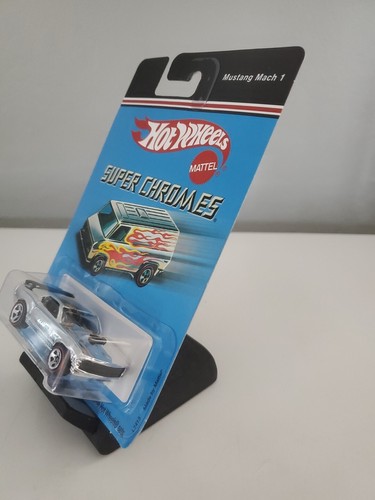 Mustang Mach 1
Hot Wheels
MATTEL
SUPER CHROMES